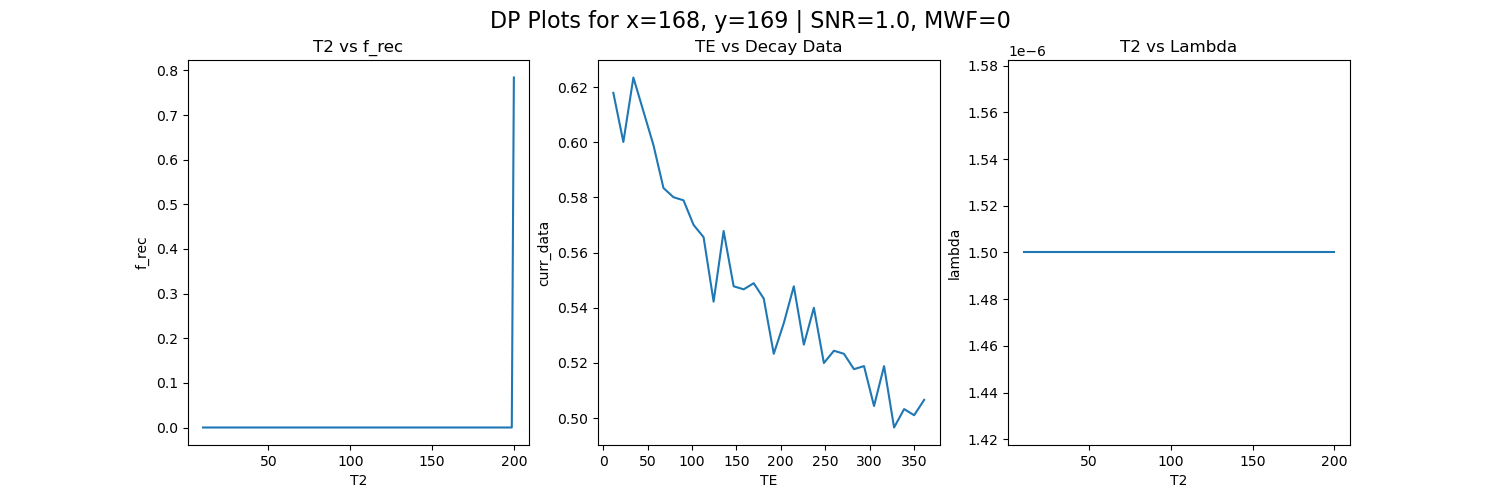 DP Plots for x=168, y=169 | SNR=1.0, MWF=0
T2 vs f_rec
0.8
0.7
0.6
0.5
0.4
0.3
0.2
0.1
0.0
f_rec
50 100 150 200
T2
TE vs Decay Data
0.62
0.60
0.58
0.56
0.54
0.52
0.50
curr_data
0 50 100 150 200 250 300 350
TE
T2 vs Lambda
1e−6
1.58
1.56
1.54
1.52
1.50
1.48
1.46
1.44
1.42
lambda
50 100 150 200
T2